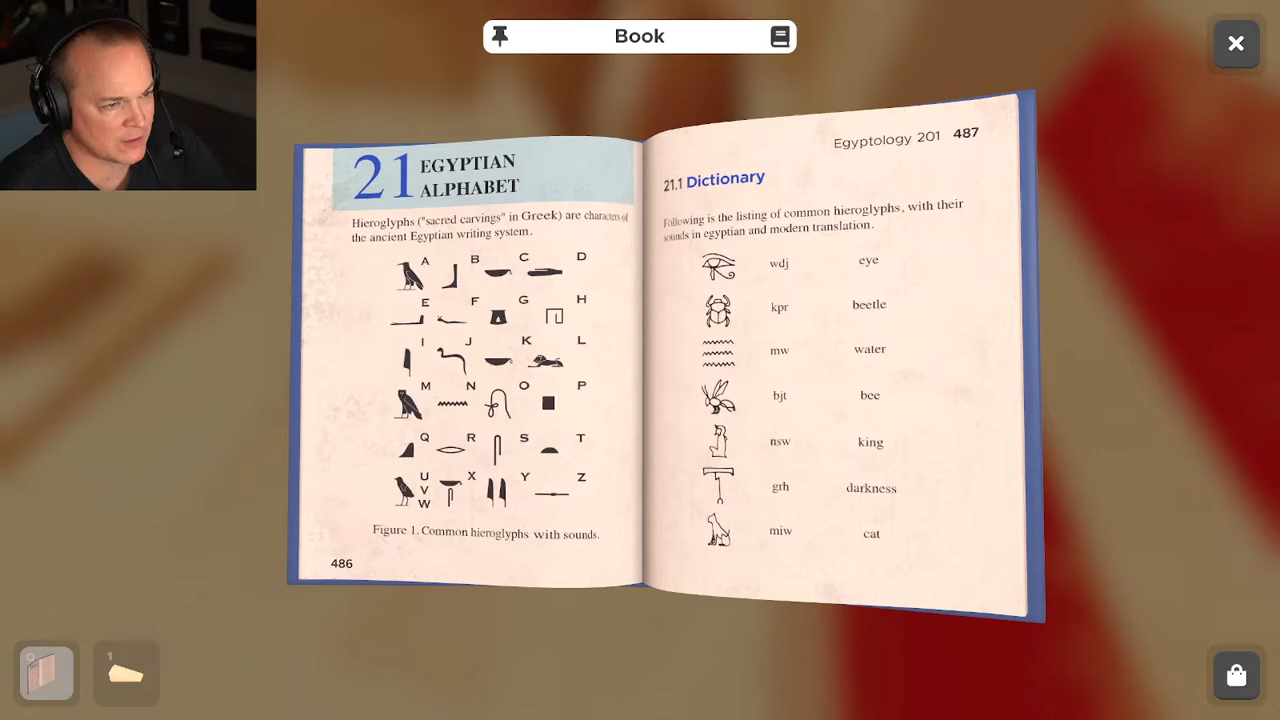 Book
21 EGYPTIAN
ALPHABET
Hieroglyphs ("sacred carvings" in Greek) are characters of
the ancient Egyptian writing system.
A B C D
E F G H
I J K L
M N O P
Q R S T
U X Y Z
V
W
Figure 1. Common hieroglyphs with sounds.
486
Egyptology 201 487
21.1 Dictionary
Following is the listing of common hieroglyphs, with their
sounds in egyptian and modern translation.
wdj eye
kpr beetle
mw water
bjt bee
nsw king
grh darkness
miw cat
0
1